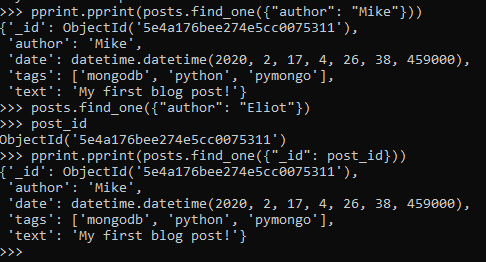 >>> pprint.pprint(posts.find_one({"author": "Mike"}))
{'_id': ObjectId('5e4a176bee274e5cc0075311'),
 'author': 'Mike',
 'date': datetime.datetime(2020, 2, 17, 4, 26, 38, 459000),
 'tags': ['mongodb', 'python', 'pymongo'],
 'text': 'My first blog post!'}
>>> posts.find_one({"author": "Eliot"})
>>> post_id
ObjectId('5e4a176bee274e5cc0075311')
>>> pprint.pprint(posts.find_one({"_id": post_id}))
{'_id': ObjectId('5e4a176bee274e5cc0075311'),
 'author': 'Mike',
 'date': datetime.datetime(2020, 2, 17, 4, 26, 38, 459000),
 'tags': ['mongodb', 'python', 'pymongo'],
 'text': 'My first blog post!'}
>>>